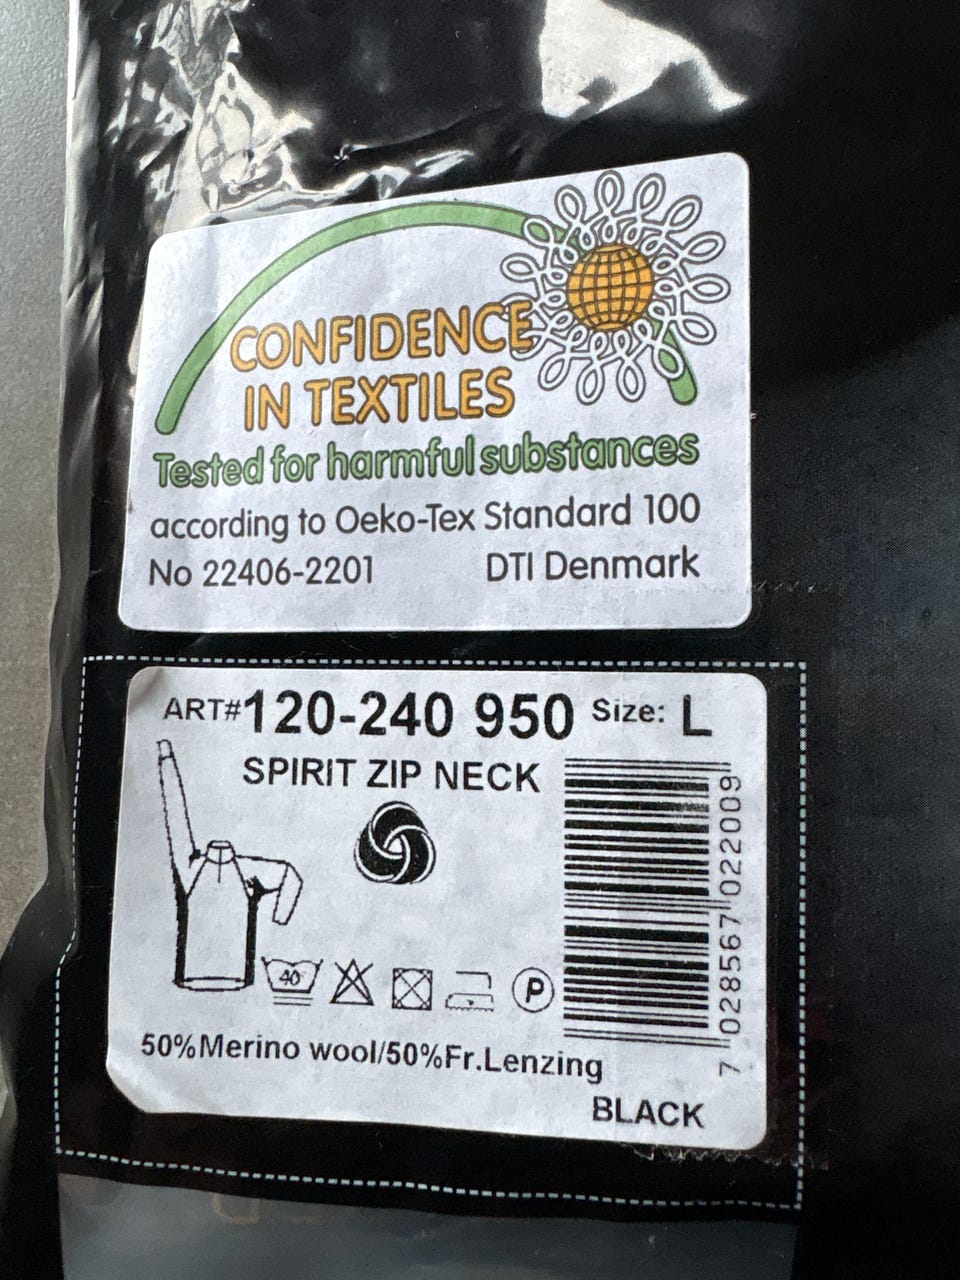 CONFIDENCE
IN TEXTILES
Tested for harmful substances
according to Oeko-Tex Standard 100
No 22406-2201 DTI Denmark
ART#120-240 950 Size: L
SPIRIT ZIP NECK
40°
P
7 028567 022009
50%Merino wool/50%Fr.Lenzing
BLACK